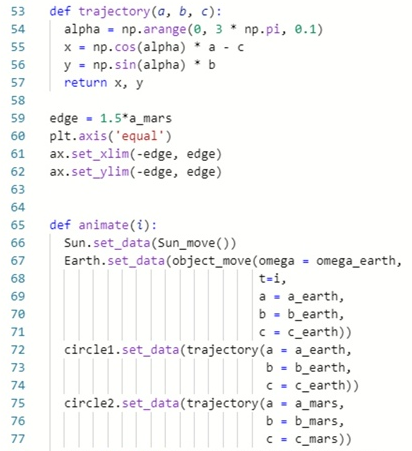 53 def trajectory(a, b, c):
54 alpha = np.arange(0, 3 * np.pi, 0.1)
55 x = np.cos(alpha) * a - c
56 y = np.sin(alpha) * b
57 return x, y
58
59 edge = 1.5*a_mars
60 plt.axis('equal')
61 ax.set_xlim(-edge, edge)
62 ax.set_ylim(-edge, edge)
63
64
65 def animate(i):
66 Sun.set_data(Sun_move())
67 Earth.set_data(object_move(omega = omega_earth,
68 t=i,
69 a = a_earth,
70 b = b_earth,
71 c = c_earth))
72 circle1.set_data(trajectory(a = a_earth,
73 b = b_earth,
74 c = c_earth))
75 circle2.set_data(trajectory(a = a_mars,
76 b = b_mars,
77 c = c_mars))